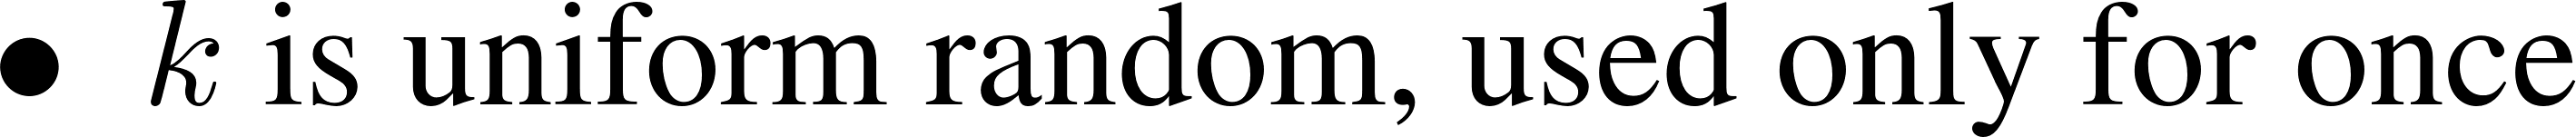 • k is uniform random, used only for once